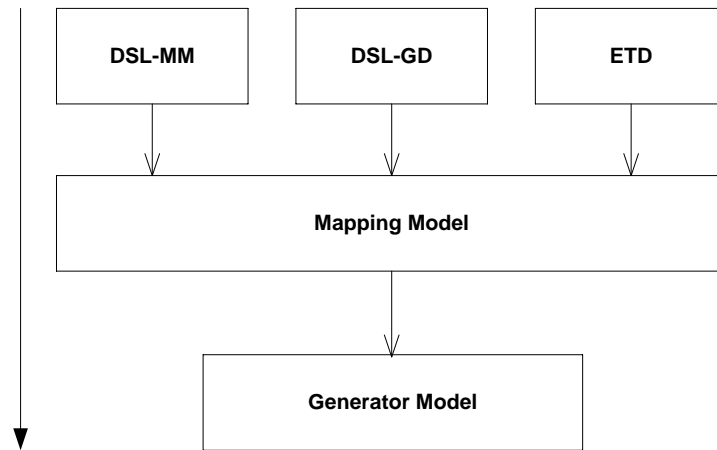 DSL-MM
DSL-GD
ETD
Mapping Model
Generator Model